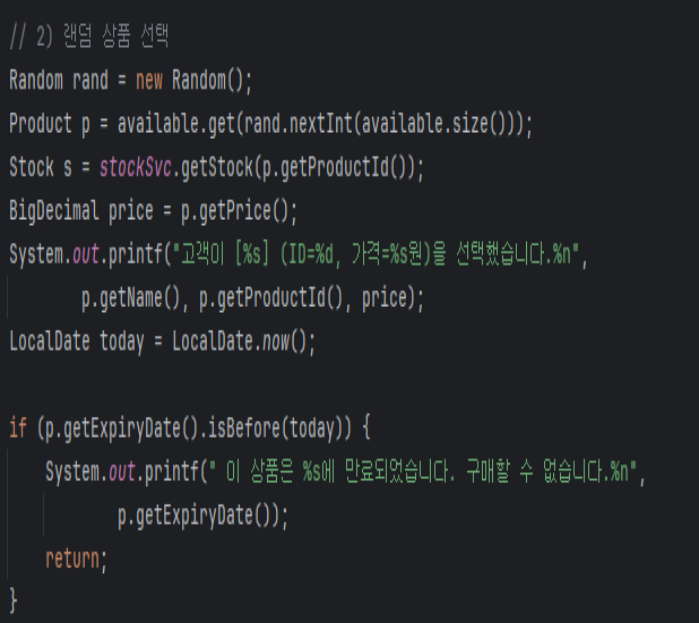 // 2) 랜덤 상품 선택
Random rand = new Random();
Product p = available.get(rand.nextInt(available.size()));
Stock s = stockSvc.getStock(p.getProductId());
BigDecimal price = p.getPrice();
System.out.printf("고객이 [%s] (ID=%d, 가격=%s원)을 선택했습니다.%n",
        p.getName(), p.getProductId(), price);
LocalDate today = LocalDate.now();

if (p.getExpiryDate().isBefore(today)) {
    System.out.printf(" 이 상품은 %s에 만료되었습니다. 구매할 수 없습니다.%n",
            p.getExpiryDate());
    return;
}